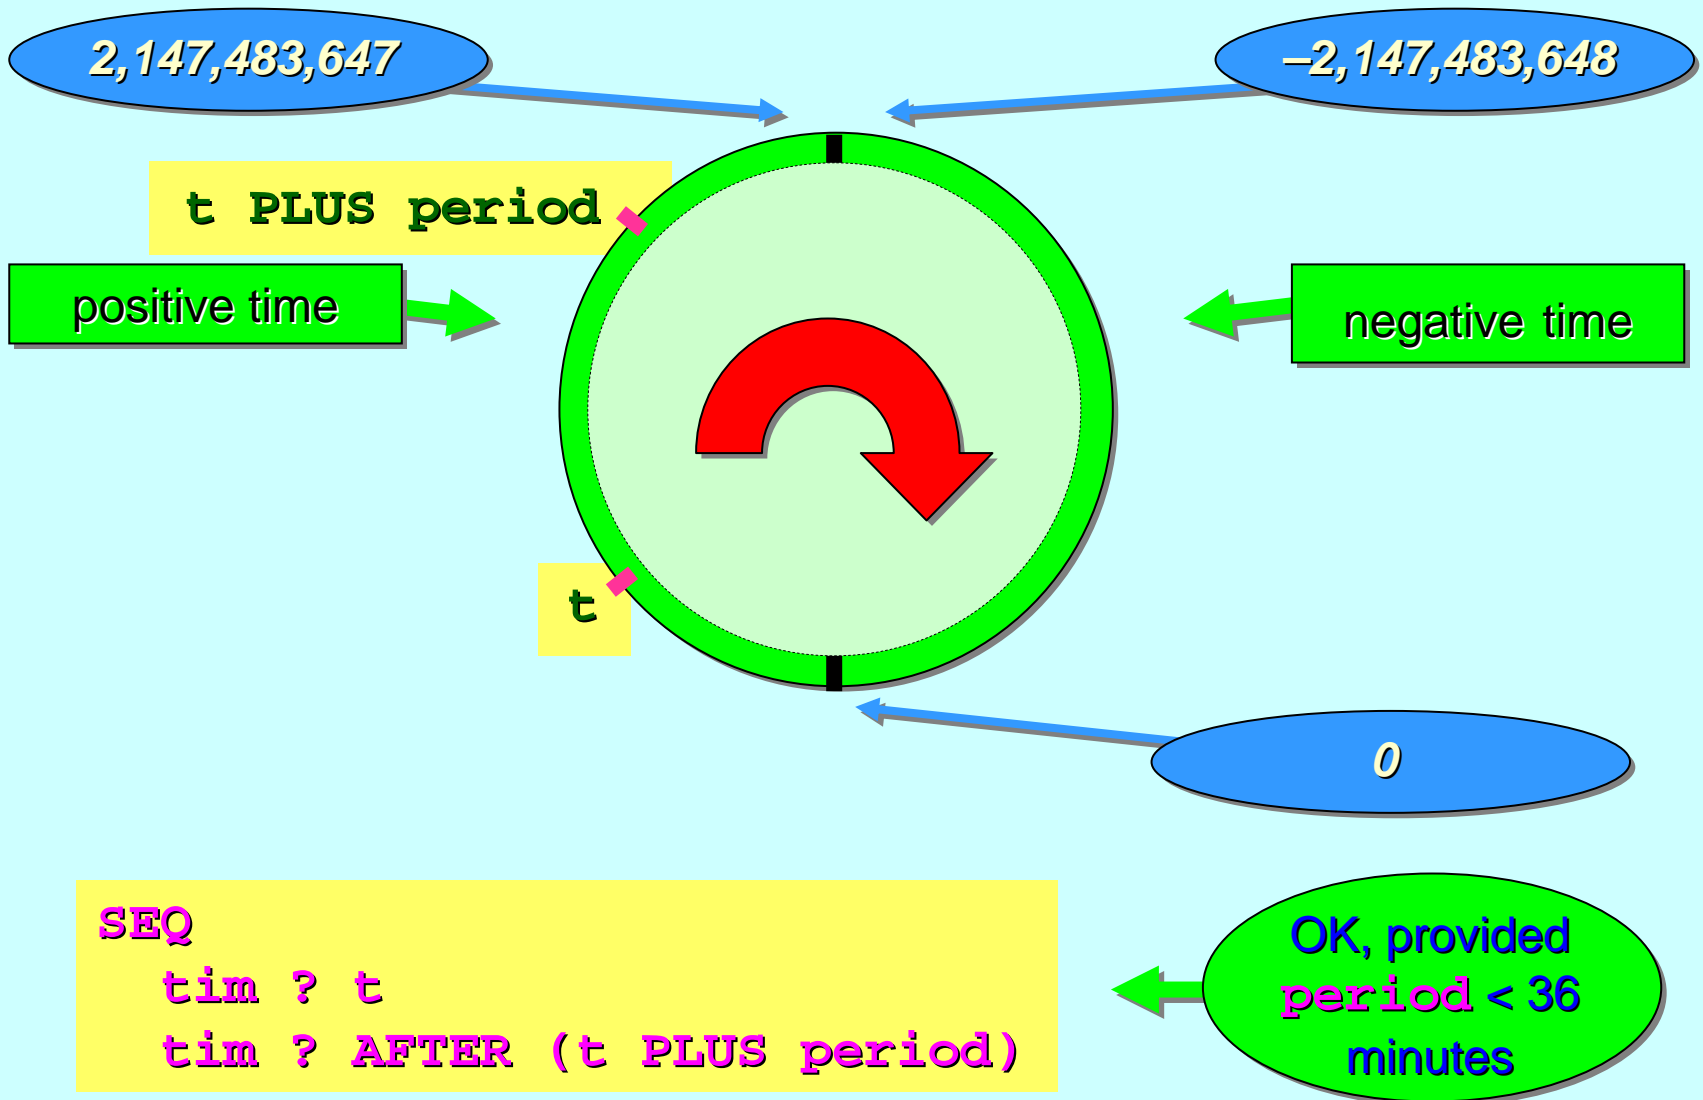 2,147,483,647
–2,147,483,648
t PLUS period
positive time
negative time
t
0
SEQ
  tim ? t
  tim ? AFTER (t PLUS period)
OK, provided
period < 36
minutes